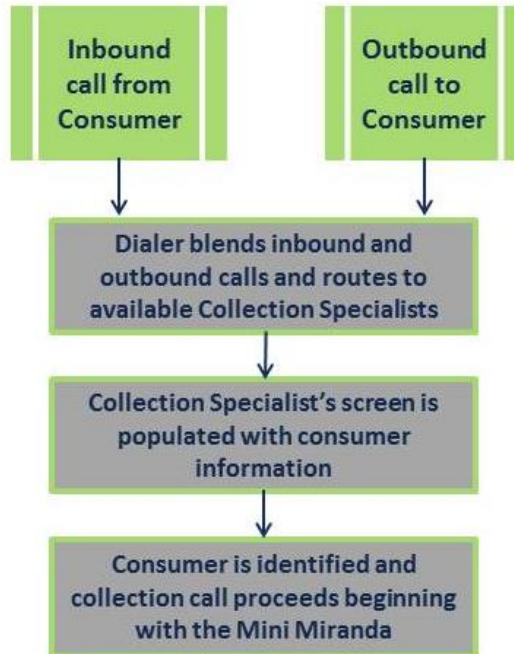 Inbound
call from
Consumer
Outbound
call to
Consumer
Dialer blends inbound and
outbound calls and routes to
available Collection Specialists
Collection Specialist’s screen is
populated with consumer
information
Consumer is identified and
collection call proceeds beginning
with the Mini Miranda